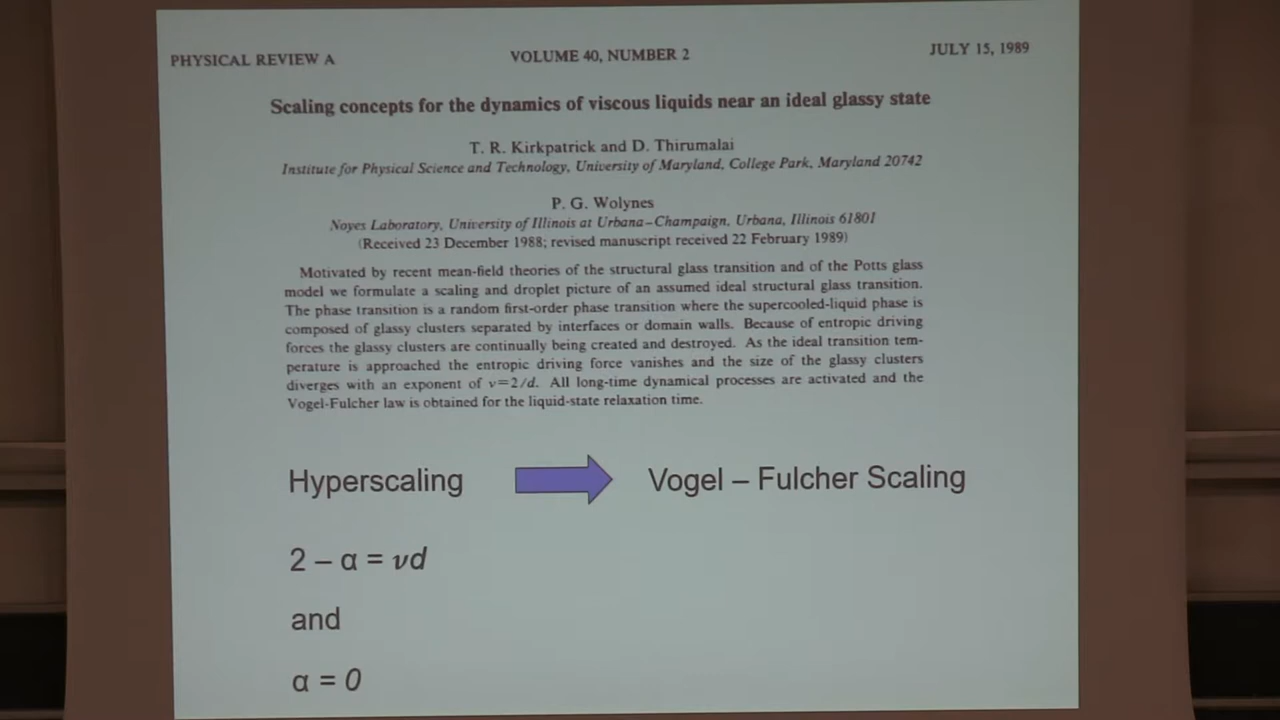 PHYSICAL REVIEW A VOLUME 40, NUMBER 2 JULY 15, 1989
Scaling concepts for the dynamics of viscous liquids near an ideal glassy state
T. R. Kirkpatrick and D. Thirumalai
Institute for Physical Science and Technology, University of Maryland, College Park, Maryland 20742
P. G. Wolynes
Noyes Laboratory, University of Illinois at Urbana–Champaign, Urbana, Illinois 61801
(Received 23 December 1988; revised manuscript received 22 February 1989)
Motivated by recent mean-field theories of the structural glass transition and of the Potts glass
model we formulate a scaling and droplet picture of an assumed ideal structural glass transition.
The phase transition is a random first-order phase transition where the supercooled-liquid phase is
composed of glassy clusters separated by interfaces or domain walls. Because of entropic driving
forces the glassy clusters are continually being created and destroyed. As the ideal transition tem-
perature is approached the entropic driving force vanishes and the size of the glassy clusters
diverges with an exponent of ν=2/d. All long-time dynamical processes are activated and the
Vogel-Fulcher law is obtained for the liquid-state relaxation time.
Hyperscaling Vogel – Fulcher Scaling
2 – α = νd
and
α = 0